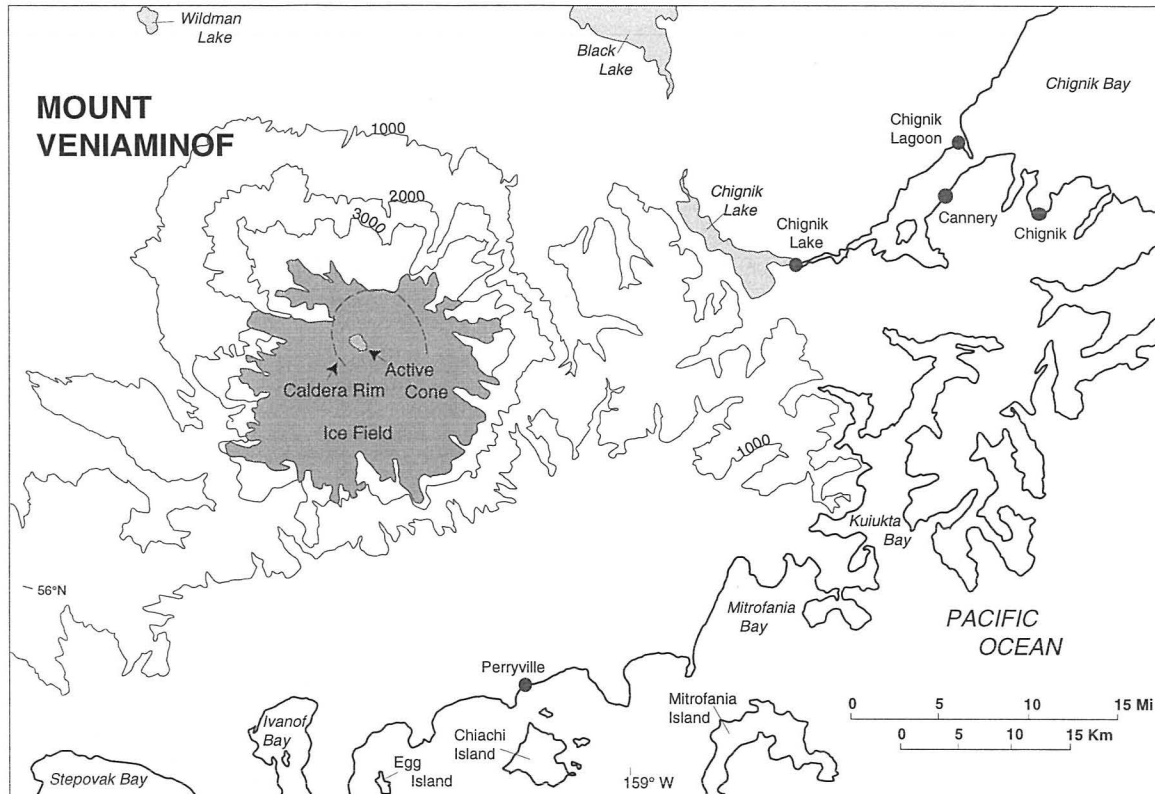 Wildman
Lake
Black
Lake
Chignik Bay
MOUNT
VENIAMINOF
1000
Chignik
Lagoon
2000
3000
Chignik
Lake
Chignik
Lake
Cannery
Chignik
Active
Cone
Caldera Rim
Ice Field
1000
Kuiukta
Bay
56°N
Mitrofania
Bay
PACIFIC
OCEAN
Perryville
Mitrofania
Island
0 5 10 15 Mi
0 5 10 15 Km
Ivanof
Bay
Chiachi
Island
Egg
Island
Stepovak Bay
159° W